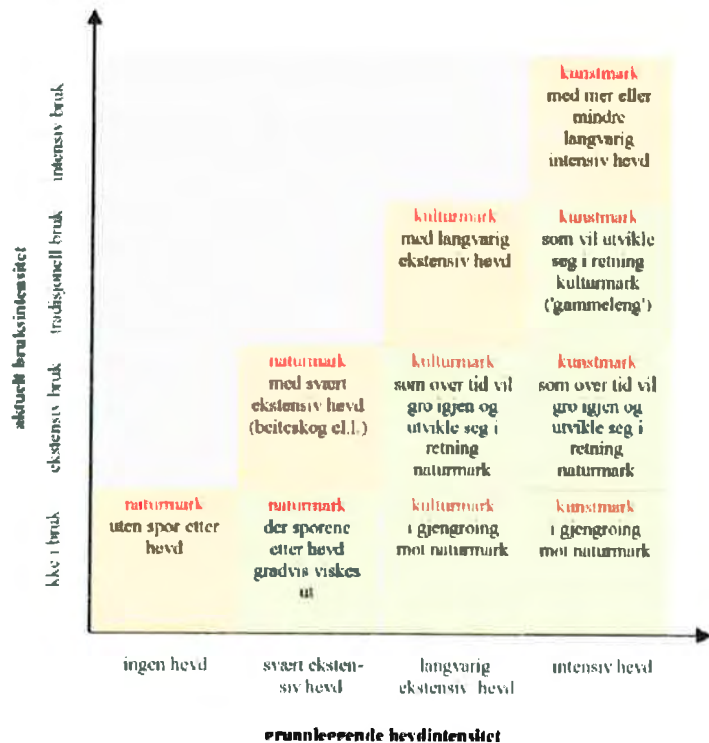 aktuelt bruksintensitet
intensiv bruk
tradisjonell bruk
ekstensiv bruk
ikke i bruk
kunstmark
med mer eller
mindre
langvarig
intensiv hevd
kulturmark
med langvarig
ekstensiv hevd
kunstmark
som vil utvikle
seg i retning
kulturmark
('gammeleng')
naturmark
med svært
ekstensiv hevd
(beiteskog el.l.)
kulturmark
som over tid vil
gro igjen og
utvikle seg i
retning
naturmark
kunstmark
som over tid vil
gro igjen og
utvikle seg i
retning
naturmark
naturmark
uten spor etter
hevd
naturmark
der sporene
etter hevd
gradvis viskes
ut
kulturmark
i gjengroing
mot naturmark
kunstmark
i gjengroing
mot naturmark
ingen hevd
svært eksten-
siv hevd
langvarig
ekstensiv hevd
intensiv hevd
grunnleggende hevdintensitet